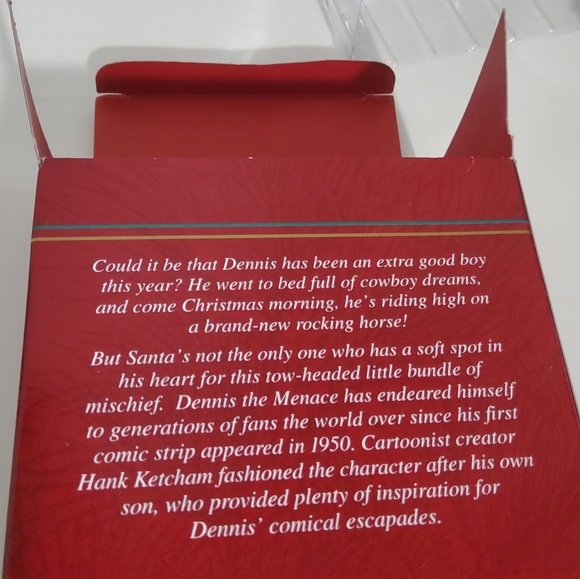 Could it be that Dennis has been an extra good boy
this year? He went to bed full of cowboy dreams,
and come Christmas morning, he's riding high on
a brand-new rocking horse!
But Santa's not the only one who has a soft spot in
his heart for this tow-headed little bundle of
mischief. Dennis the Menace has endeared himself
to generations of fans the world over since his first
comic strip appeared in 1950. Cartoonist creator
Hank Ketcham fashioned the character after his own
son, who provided plenty of inspiration for
Dennis' comical escapades.